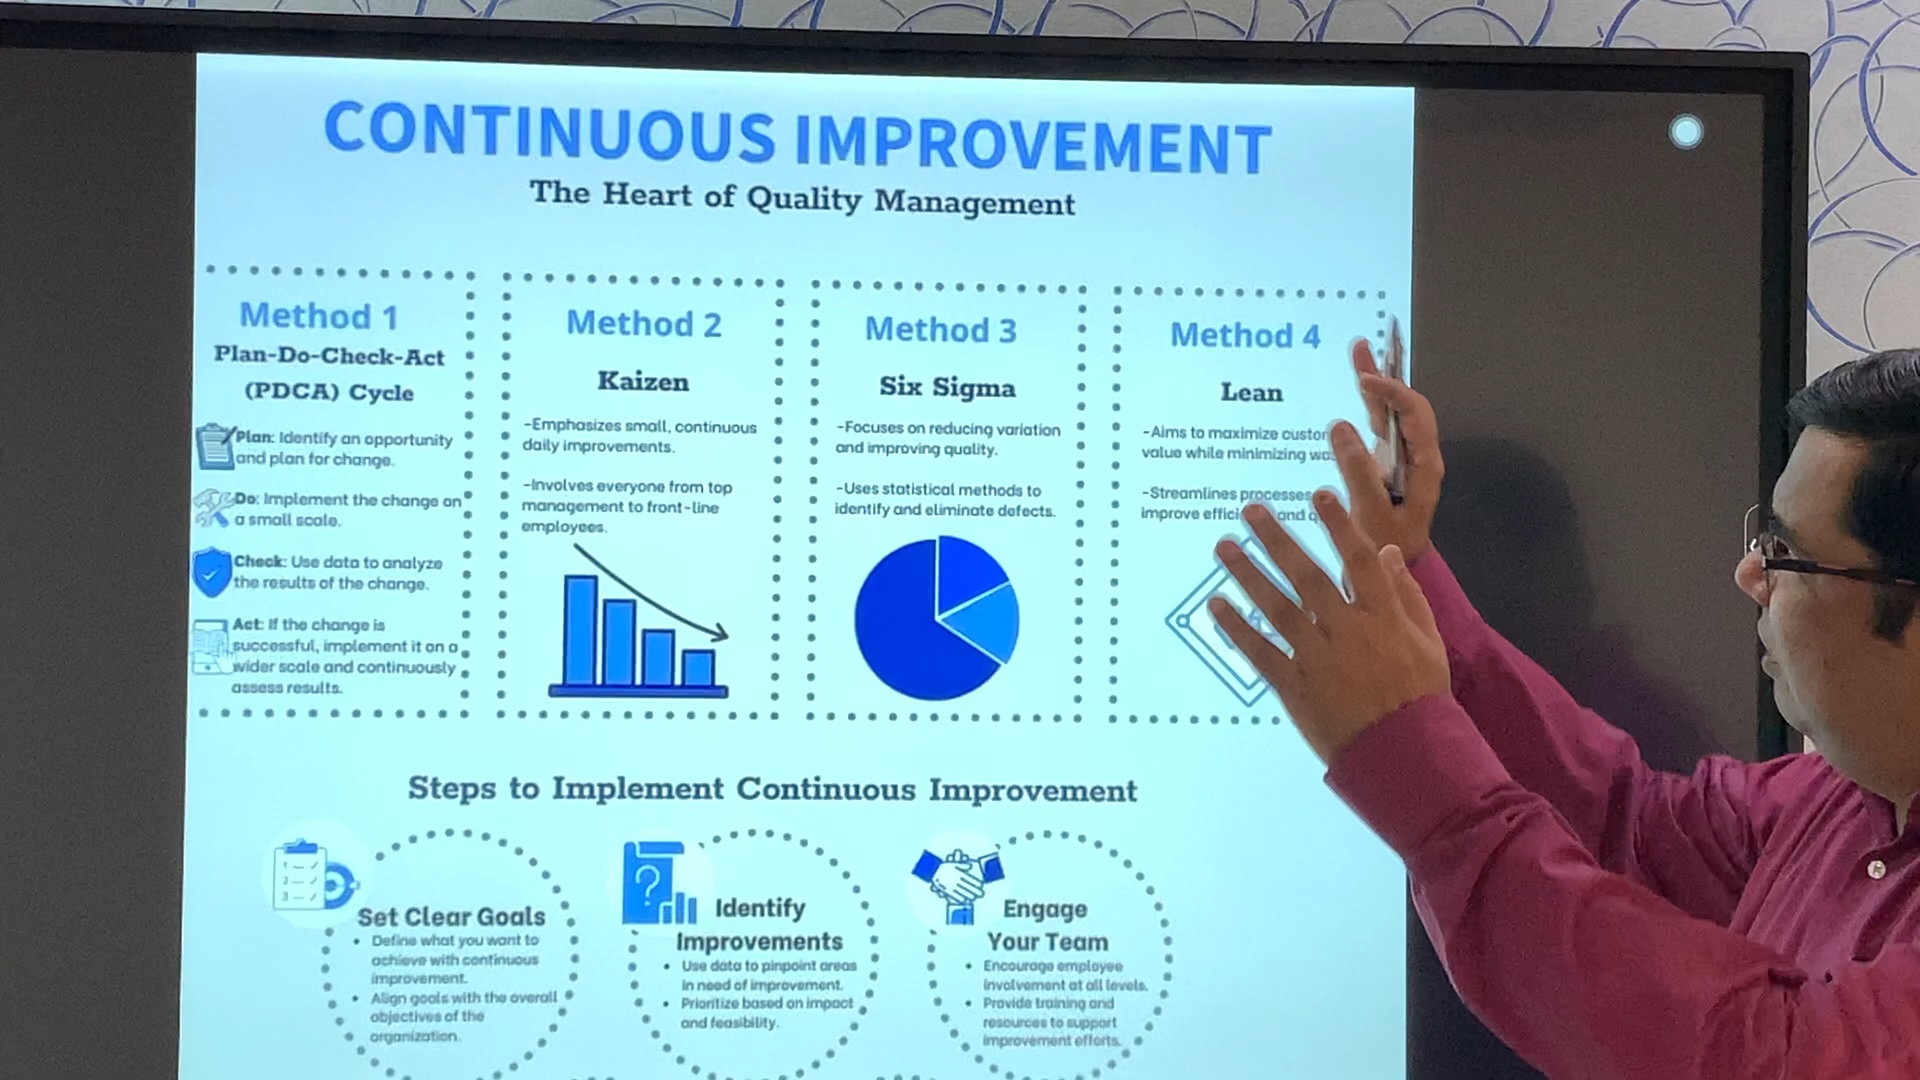 CONTINUOUS IMPROVEMENT
The Heart of Quality Management
Method 1
Plan-Do-Check-Act
(PDCA) Cycle
Plan: Identify an opportunity
and plan for change.
Do: Implement the change on
a small scale.
Check: Use data to analyze
the results of the change.
Act: If the change is
successful, implement it on a
wider scale and continuously
assess results.
Method 2
Kaizen
-Emphasizes small, continuous
daily improvements.
-Involves everyone from top
management to front-line
employees.
Method 3
Six Sigma
-Focuses on reducing variation
and improving quality.
-Uses statistical methods to
identify and eliminate defects.
Method 4
Lean
-Aims to maximize
value while minimizing
-Streamlines processes
improve and
Steps to Implement Continuous Improvement
1
2
3
Set Clear Goals
• Define what you want to
achieve with continuous
improvement.
• Align goals with the overall
objectives of the
organization.
?
Identify
Improvements
• Use data to pinpoint areas
in need of improvement.
• Prioritize based on impact
and feasibility.
Engage
Your Team
• Encourage employee
involvement at all levels.
• Provide training and
resources to support
improvement efforts.